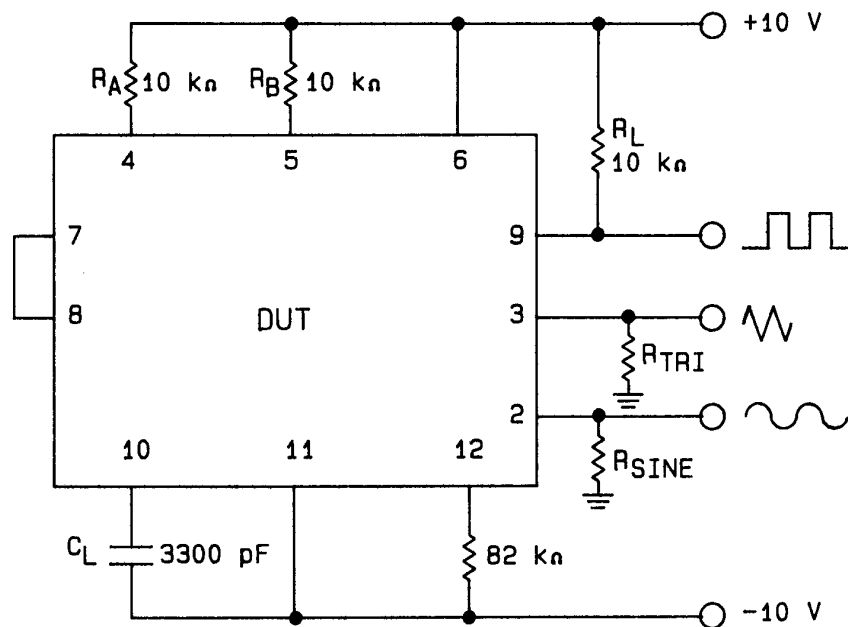 +10 V
R_A 10 kΩ
R_B 10 kΩ
R_L
10 kΩ
4
5
6
7
9
8
DUT
3
R_TRI
2
10
11
12
R_SINE
C_L 3300 pF
82 kΩ
-10 V